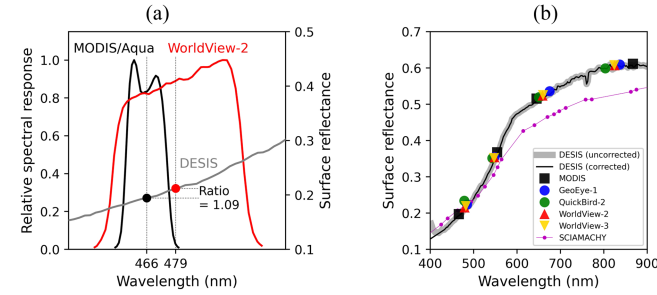 (a)
(b)
MODIS/Aqua
WorldView-2
DESIS
Ratio
= 1.09
Relative spectral response
1.0
0.8
0.6
0.4
0.2
0.0
Surface reflectance
0.5
0.4
0.3
0.2
0.1
466 479
Wavelength (nm)
Surface reflectance
0.7
0.6
0.5
0.4
0.3
0.2
0.1
DESIS (uncorrected)
DESIS (corrected)
MODIS
GeoEye-1
QuickBird-2
WorldView-2
WorldView-3
SCIAMACHY
400 500 600 700 800 900
Wavelength (nm)